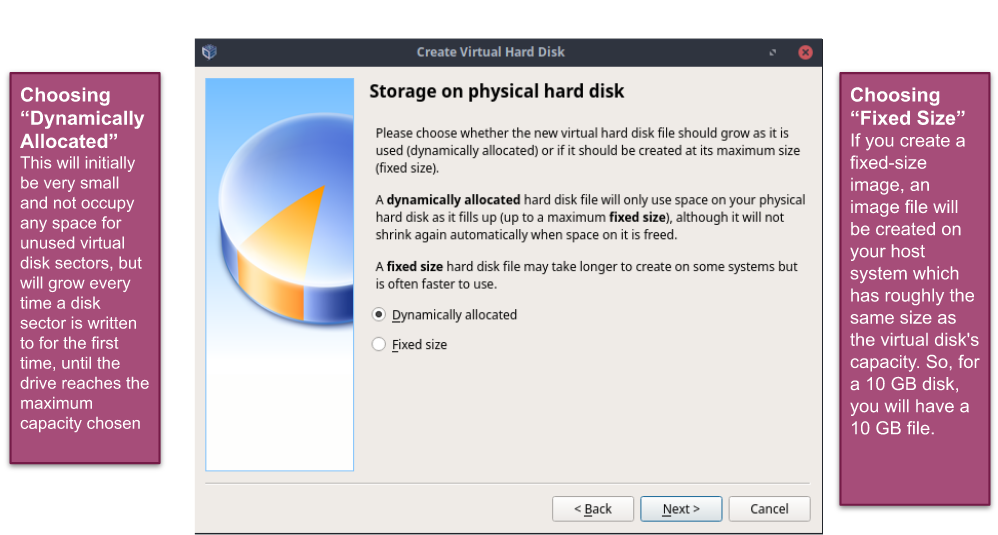 Choosing
“Dynamically
Allocated”
This will initially
be very small
and not occupy
any space for
unused virtual
disk sectors, but
will grow every
time a disk
sector is written
to for the first
time, until the
drive reaches the
maximum
capacity chosen
Create Virtual Hard Disk
Storage on physical hard disk
Please choose whether the new virtual hard disk file should grow as it is
used (dynamically allocated) or if it should be created at its maximum size
(fixed size).
A dynamically allocated hard disk file will only use space on your physical
hard disk as it fills up (up to a maximum fixed size), although it will not
shrink again automatically when space on it is freed.
A fixed size hard disk file may take longer to create on some systems but
is often faster to use.
Dynamically allocated
Fixed size
< Back
Next >
Cancel
Choosing
“Fixed Size”
If you create a
fixed-size
image, an
image file will
be created on
your host
system which
has roughly the
same size as
the virtual disk's
capacity. So, for
a 10 GB disk,
you will have a
10 GB file.